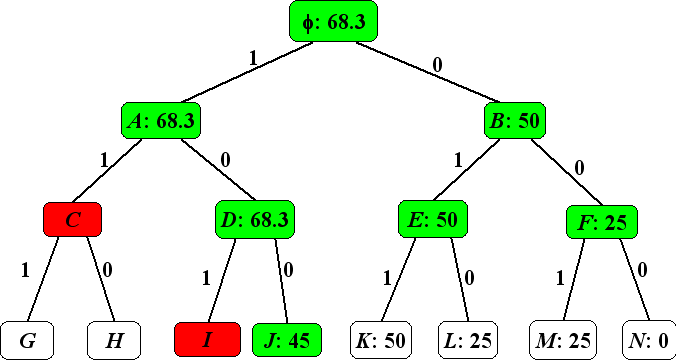 ϕ: 68.3
1 0
A: 68.3 B: 50
1 0 1 0
C D: 68.3 E: 50 F: 25
1 0 1 0 1 0 1 0
G H I J: 45 K: 50 L: 25 M: 25 N: 0